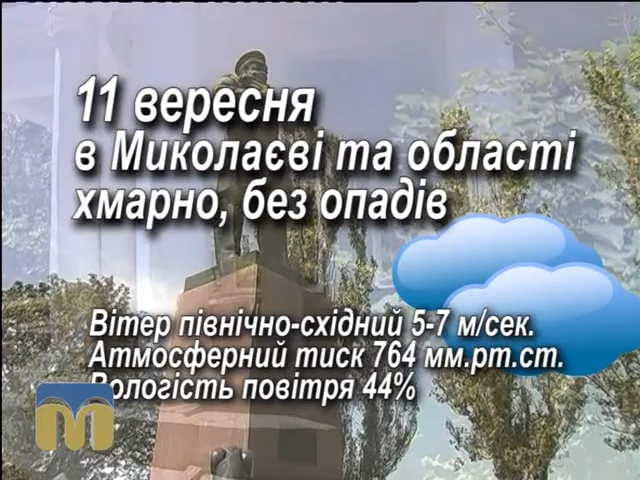 11 вересня
в Миколаєві та області
хмарно, без опадів
Вітер північно-східний 5-7 м/сек.
Атмосферний тиск 764 мм.рт.ст.
Вологість повітря 44%